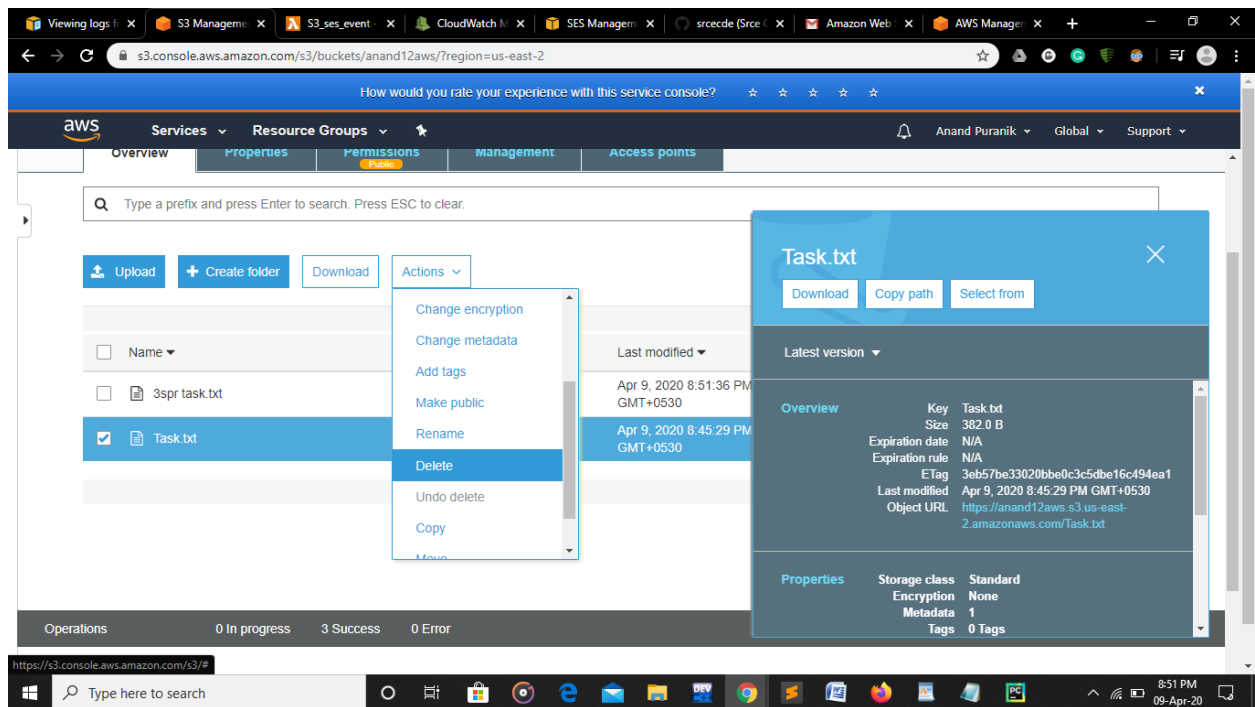 Viewing logs f
S3 Manageme
S3_ses_event -
CloudWatch M
SES Managem
srcecde (Srce C
Amazon Web S
AWS Manager
s3.console.aws.amazon.com/s3/buckets/anand12aws/?region=us-east-2
How would you rate your experience with this service console?
aws Services Resource Groups Anand Puranik Global Support
Overview Properties Permissions Management Access points
Public
Type a prefix and press Enter to search. Press ESC to clear.
Upload Create folder Download Actions
Change encryption
Change metadata
Add tags
Make public
Rename
Delete
Undo delete
Copy
Move
Name Last modified
3spr task.txt Apr 9, 2020 8:51:36 PM
GMT+0530
Task.txt Apr 9, 2020 8:45:29 PM
GMT+0530
Task.txt
Download Copy path Select from
Latest version
Overview Key Task.txt
Size 382.0 B
Expiration date N/A
Expiration rule N/A
ETag 3eb57be33020bbe0c3c5dbe16c494ea1
Last modified Apr 9, 2020 8:45:29 PM GMT+0530
Object URL https://anand12aws.s3.us-east-
2.amazonaws.com/Task.txt
Properties Storage class Standard
Encryption None
Metadata 1
Tags 0 Tags
Operations 0 In progress 3 Success 0 Error
https://s3.console.aws.amazon.com/s3/#
Type here to search
DEV
PC
8:51 PM
09-Apr-20